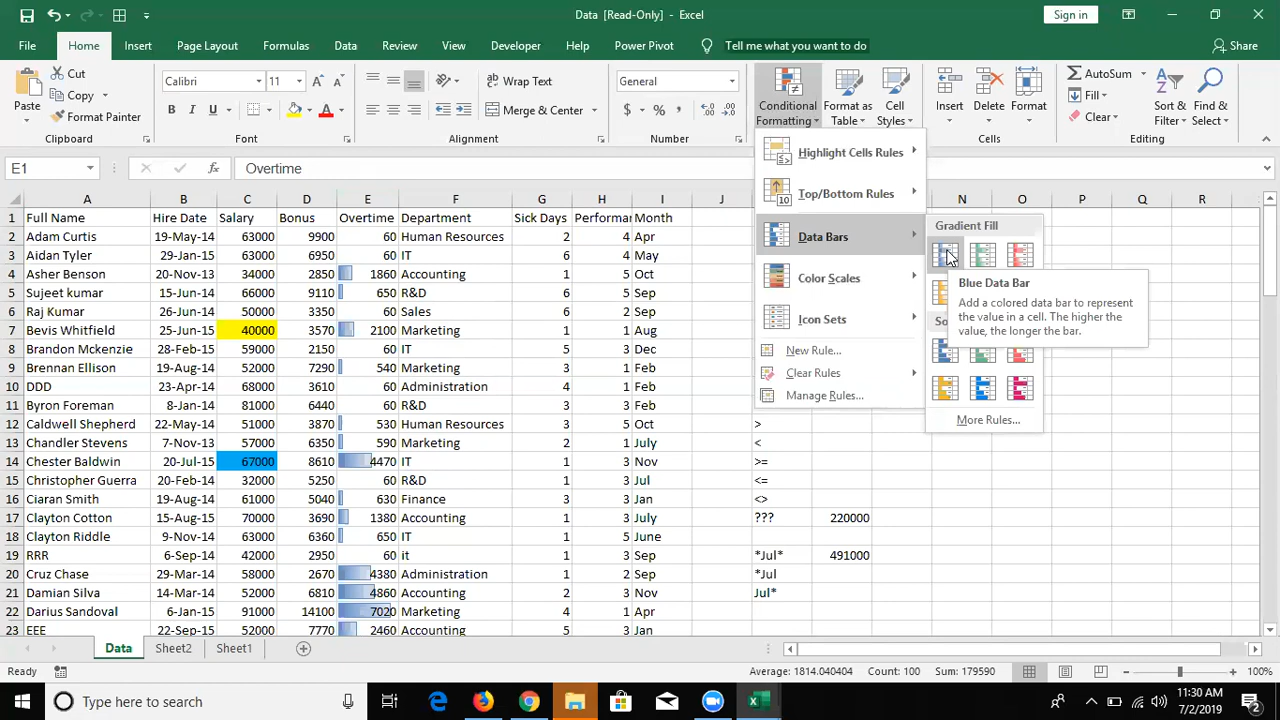 Data [Read-Only] - Excel
Sign in
File Home Insert Page Layout Formulas Data Review View Developer Help Power Pivot Tell me what you want to do Share
Paste
Cut
Copy
Format Painter
Clipboard
Calibri 11
B I U
Font
Wrap Text
Merge & Center
Alignment
General
$ % ,
Number
Conditional Formatting
Format as Table
Cell Styles
Insert Delete Format
Cells
AutoSum
Fill
Clear
Sort & Filter
Find & Select
Editing
E1 fx Overtime
Highlight Cells Rules
Top/Bottom Rules
Data Bars
Color Scales
Icon Sets
New Rule...
Clear Rules
Manage Rules...
Gradient Fill
Blue Data Bar
Add a colored data bar to represent
the value in a cell. The higher the
value, the longer the bar.
So
More Rules...
A B C D E F G H I J N O P Q R
1 Full Name Hire Date Salary Bonus Overtime Department Sick Days Performan Month
2 Adam Curtis 19-May-14 63000 9900 60 Human Resources 2 4 Apr
3 Aidan Tyler 29-Jan-15 63000 6950 60 IT 6 4 May
4 Asher Benson 20-Nov-13 34000 2850 1860 Accounting 1 5 Oct
5 Sujeet kumar 15-Jun-14 66000 9110 650 R&D 6 5 Sep
6 Raj Kumar 26-Jun-14 50000 3350 60 Sales 6 2 Sep
7 Bevis Whitfield 25-Jun-15 40000 3570 2100 Marketing 3 1 Aug
8 Brandon Mckenzie 28-Feb-15 59000 2150 60 IT 5 3 Dec
9 Brennan Ellison 23-Jan-15 52000 7290 540 Marketing 2 1 Feb
10 DDD 23-Apr-14 68000 3610 60 Administration 4 1 Feb
11 Byron Foreman 8-Jan-14 81000 6440 60 R&D 3 3 Feb
12 Caldwell Shepherd 22-May-14 51000 3870 530 Human Resources 3 5 Oct >
13 Chandler Stevens 7-Nov-13 57000 6350 590 Marketing 2 1 July <
14 Chester Baldwin 20-Jul-15 67000 8610 4470 IT 1 3 Nov >=
15 Christopher Guerra 20-Feb-14 32000 5250 60 R&D 1 3 Jul <=
16 Ciaran Smith 19-Aug-14 61000 5040 630 Finance 3 3 Jan <>
17 Clayton Cotton 15-Aug-15 70000 3690 1380 Accounting 1 3 July ??? 220000
18 Clayton Riddle 9-Nov-14 63000 6360 650 IT 1 5 June
19 RRR 6-Sep-14 42000 2950 60 it 1 3 Sep *Jul* 491000
20 Cruz Chase 29-Mar-14 58000 2670 4380 Administration 1 2 Sep *Jul
21 Damian Silva 14-Mar-14 52000 6810 4860 Accounting 2 3 Nov Jul*
22 Darius Sandoval 6-Jan-15 91000 14100 7020 Marketing 4 1 Apr
23 EEE 22-Sep-15 52000 7770 2460 Accounting 5 3 Jan
Data Sheet2 Sheet1
Ready Average: 1814.040404 Count: 100 Sum: 179590 100%
Type here to search
11:30 AM
7/2/2019
2